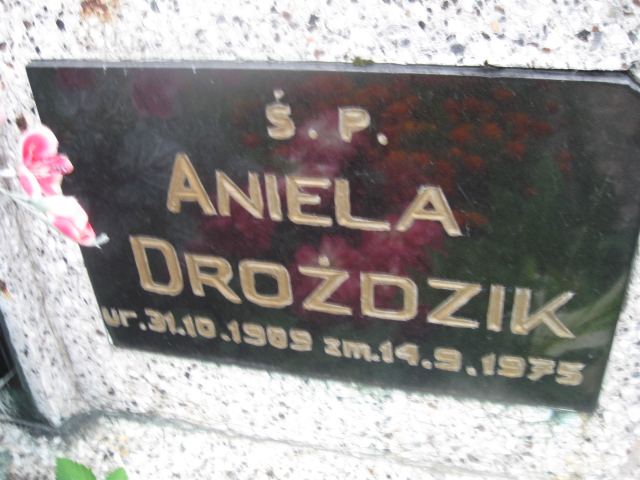 Ś. P.
ANIELA
DROŻDZIK
ur. 31.10.1909 zm. 14.9.1975